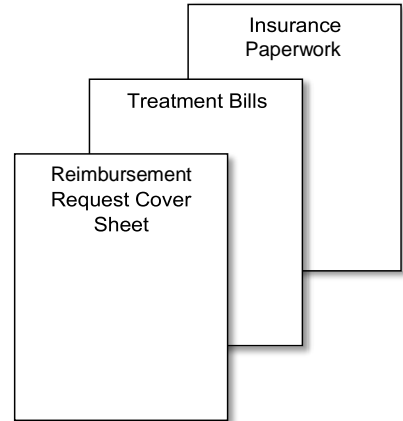 Insurance
Paperwork
Treatment Bills
Reimbursement
Request Cover
Sheet